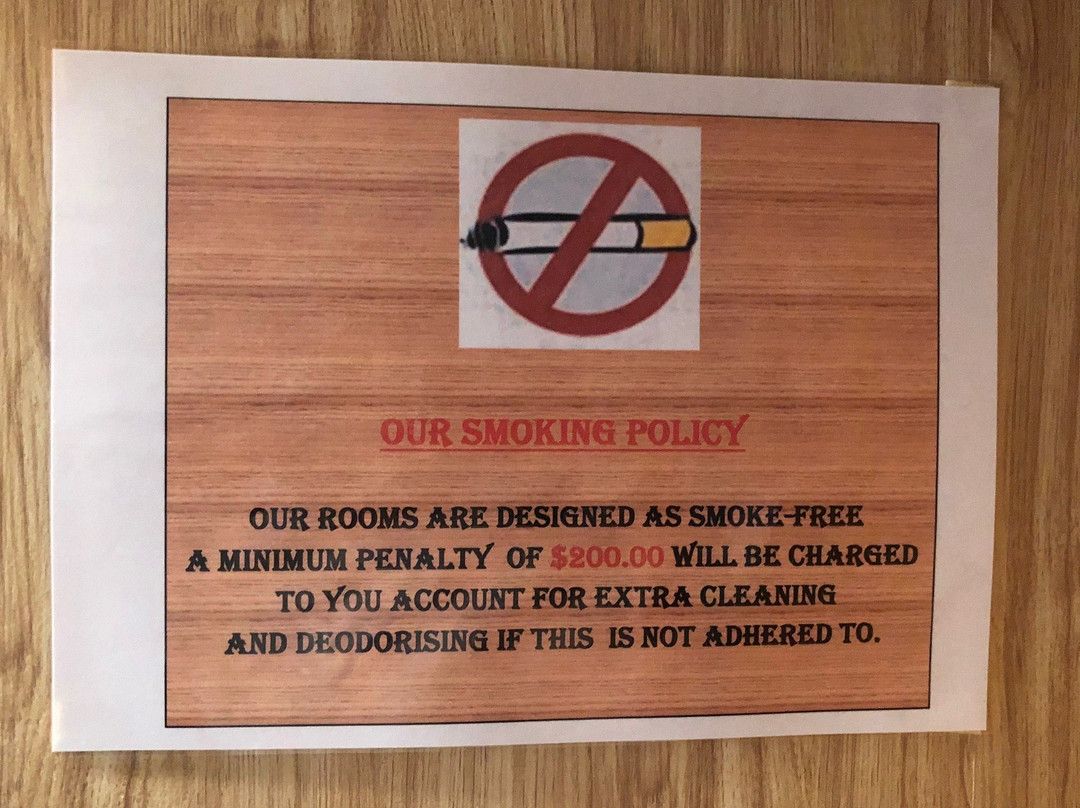 OUR SMOKING POLICY
OUR ROOMS ARE DESIGNED AS SMOKE-FREE
A MINIMUM PENALTY OF $200.00 WILL BE CHARGED
TO YOU ACCOUNT FOR EXTRA CLEANING
AND DEODORISING IF THIS IS NOT ADHERED TO.